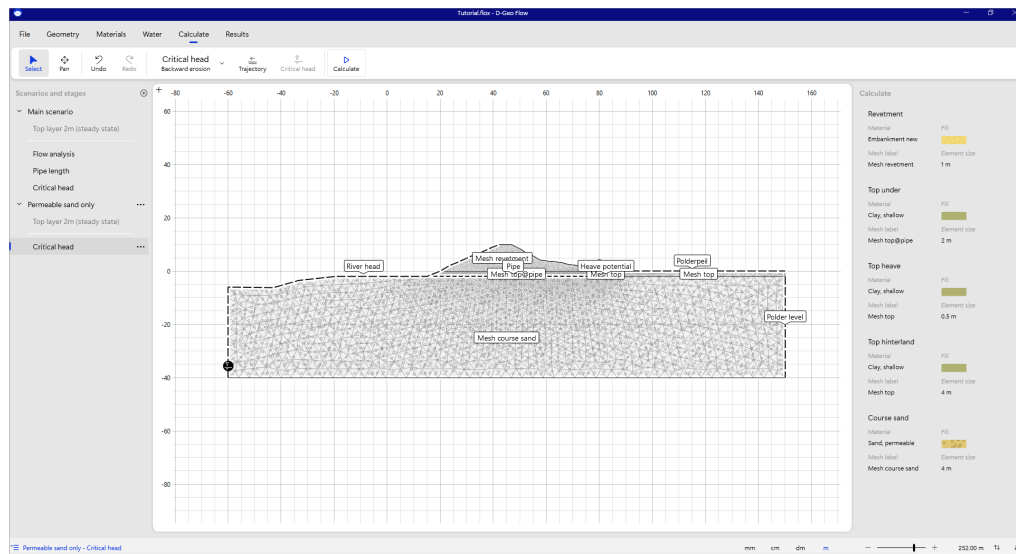 Tutorial.fox - D-Geo Flow
File Geometry Materials Water Calculate Results
Select Pan Undo Redo Critical head Backward erosion Trajectory Critical head Calculate
Scenarios and stages
Main scenario
Top layer 2m (steady state)
Flow analysis
Pipe length
Critical head
Permeable sand only
Top layer 2m (steady state)
Critical head
-80 -60 -40 -20 0 20 40 60 80 100 120 140 160
60
40
20
0
-20
-40
-60
-80
River head
Mesh revetment
Pipe
Mesh top@pipe
Heave potential
Mesh top
Polderpeil
Mesh top
Polder level
Mesh course sand
Calculate
Revetment
Material Fill
Embankment new
Mesh label Element size
Mesh revetment 1 m
Top under
Material Fill
Clay, shallow
Mesh label Element size
Mesh top@pipe 2 m
Top heave
Material Fill
Clay, shallow
Mesh label Element size
Mesh top 0.5 m
Top hinterland
Material Fill
Clay, shallow
Mesh label Element size
Mesh top 4 m
Course sand
Material Fill
Sand, permeable
Mesh label Element size
Mesh course sand 4 m
Permeable sand only - Critical head
mm cm dm m
252.00 m